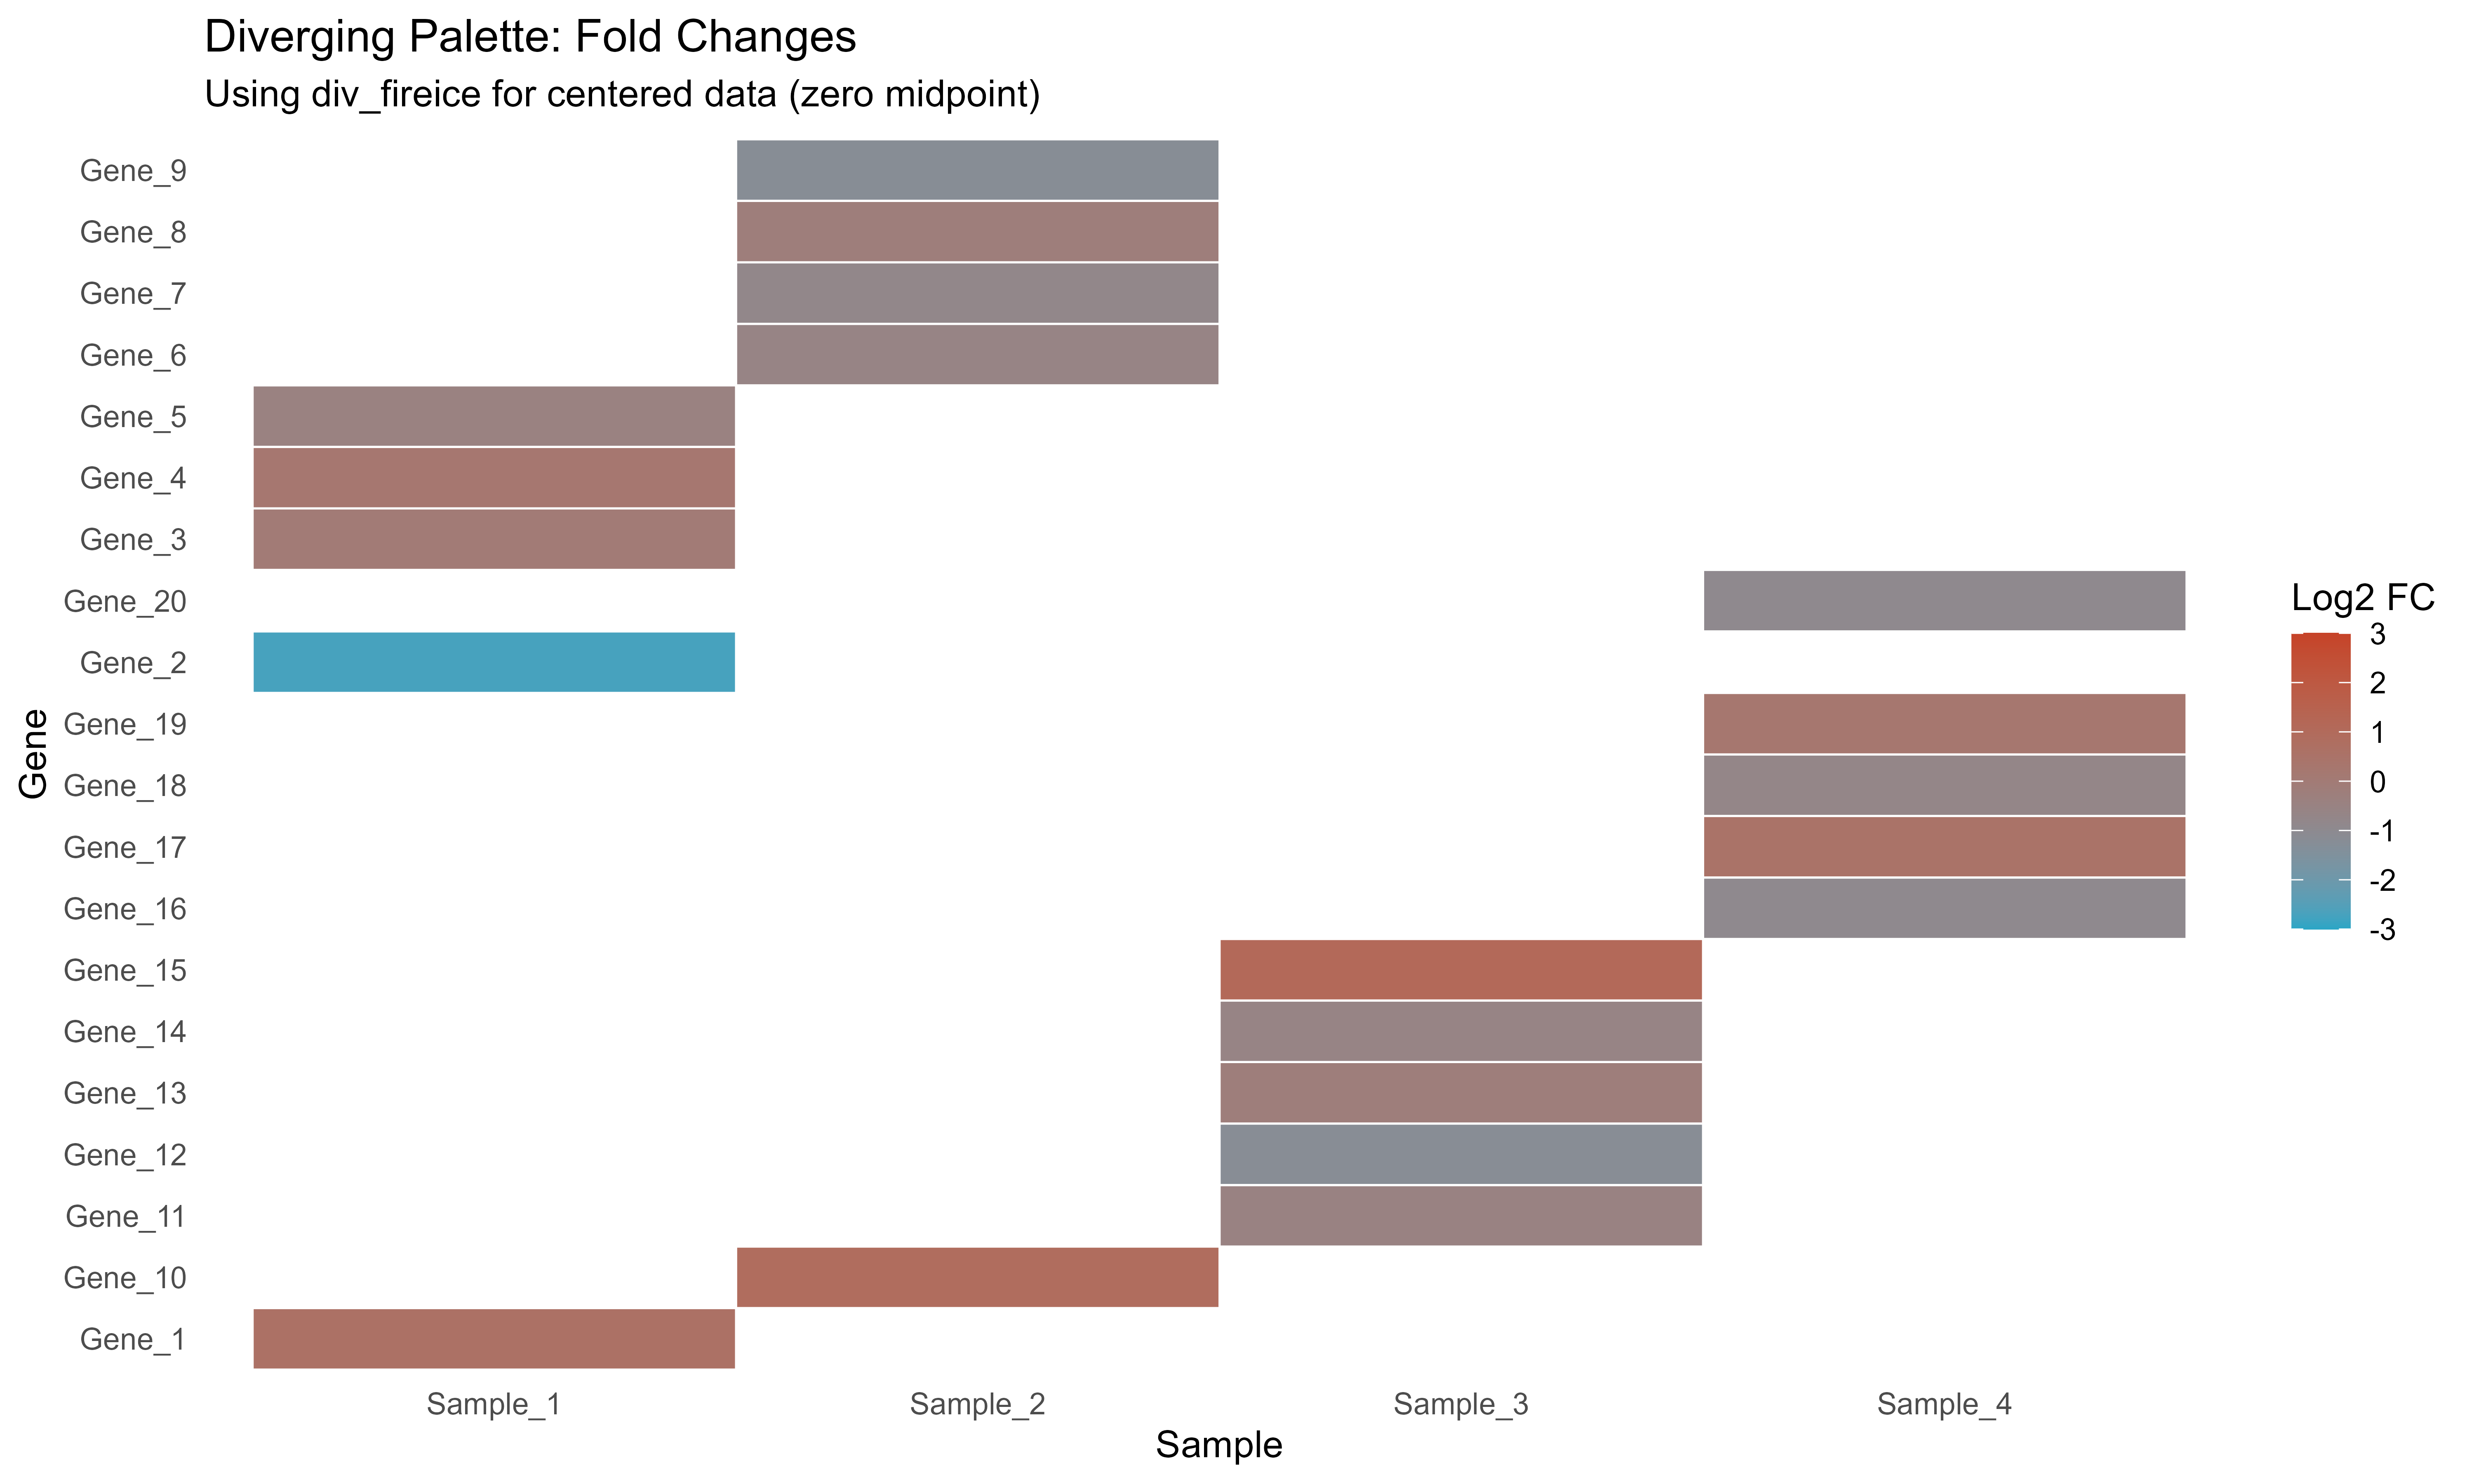 Diverging Palette: Fold Changes
Using div_fireice for centered data (zero midpoint)
Gene
Gene_9
Gene_8
Gene_7
Gene_6
Gene_5
Gene_4
Gene_3
Gene_20
Gene_2
Gene_19
Gene_18
Gene_17
Gene_16
Gene_15
Gene_14
Gene_13
Gene_12
Gene_11
Gene_10
Gene_1
Sample_1
Sample_2
Sample_3
Sample_4
Sample
Log2 FC
3
2
1
0
-1
-2
-3